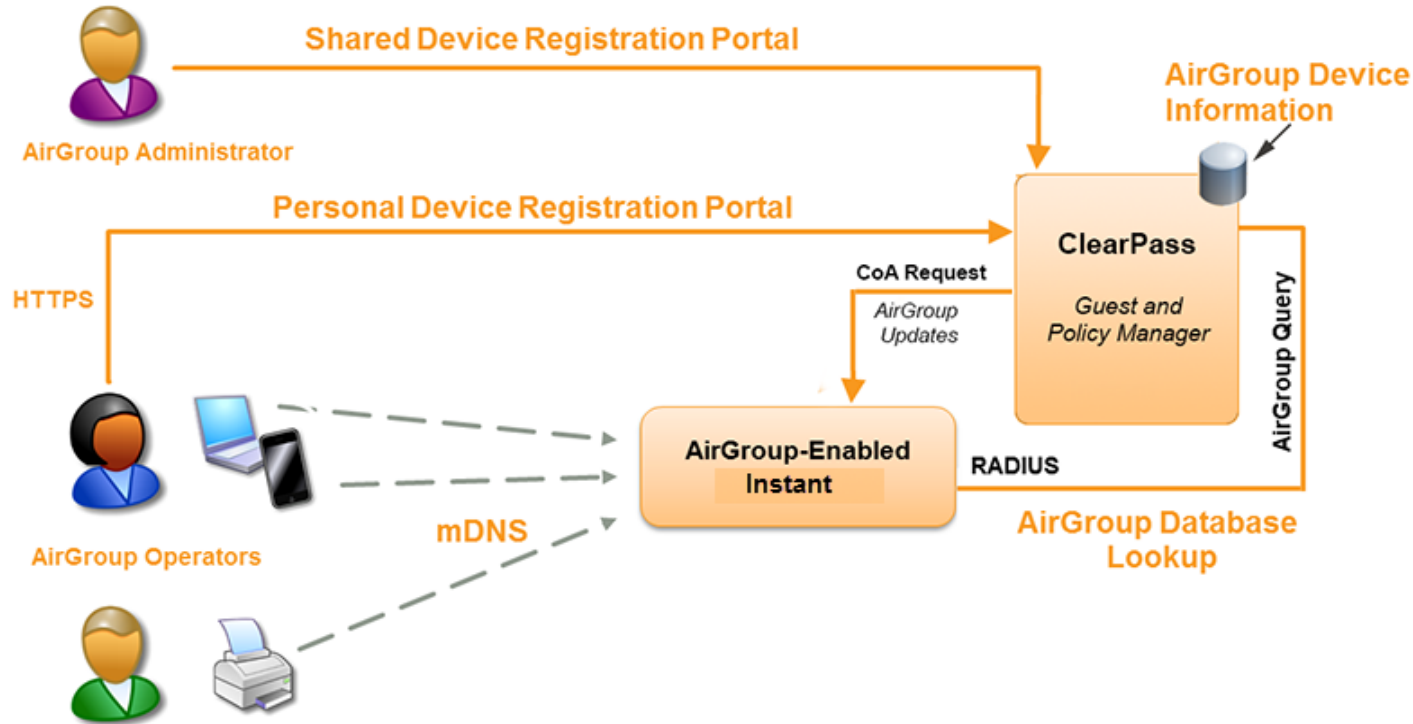 Shared Device Registration Portal
AirGroup Device
Information
AirGroup Administrator
Personal Device Registration Portal
ClearPass
Guest and
Policy Manager
CoA Request
AirGroup
Updates
HTTPS
AirGroup Query
AirGroup-Enabled
Instant
RADIUS
mDNS
AirGroup Database
Lookup
AirGroup Operators